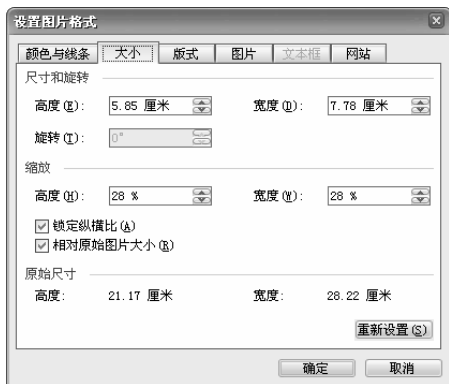 设置图片格式
颜色与线条 大小 版式 图片 文本框 网站
尺寸和旋转
高度(E): 5.85 厘米 宽度(D): 7.78 厘米
旋转(T): 0°
缩放
高度(H): 28 % 宽度(W): 28 %
锁定纵横比(A)
相对原始图片大小(R)
原始尺寸
高度: 21.17 厘米 宽度: 28.22 厘米
重新设置(S)
确定 取消